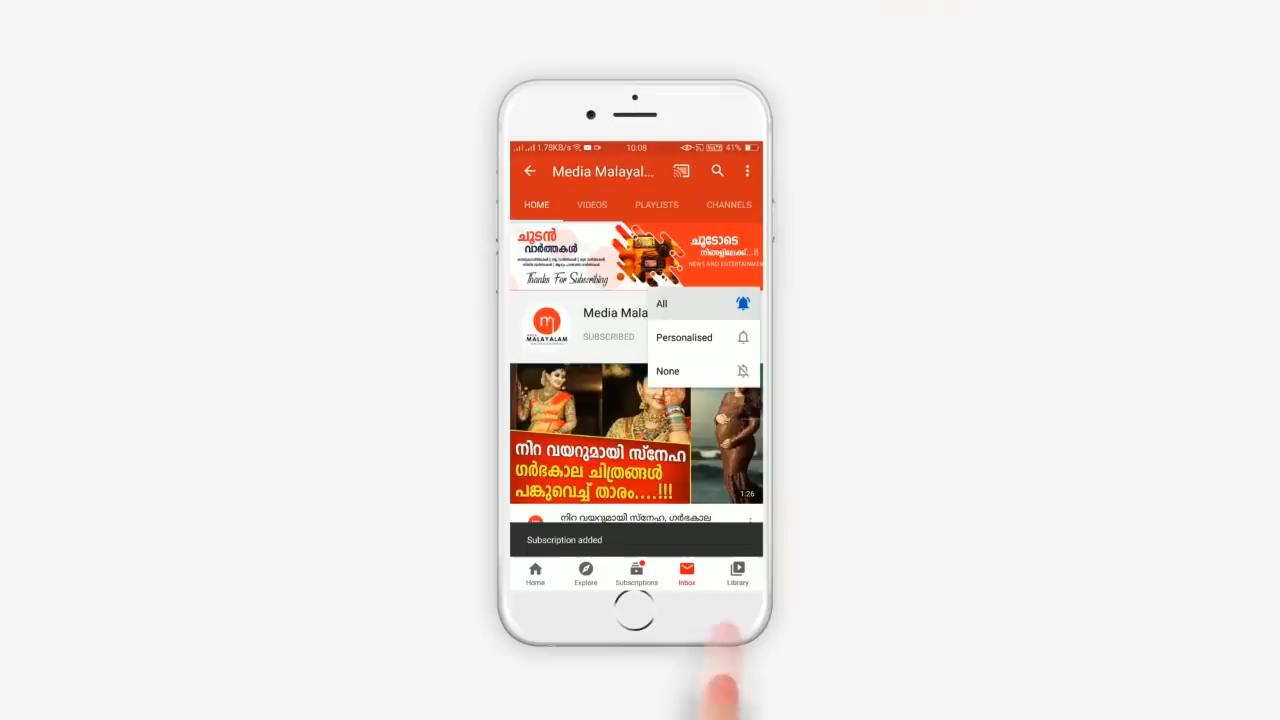 1.78KB/s 10:08 41%
Media Malayal...
HOME VIDEOS PLAYLISTS CHANNELS
ചൂടൻ
വാർത്തകൾ
Thanks For Subscribing
ചൂടോടെ
നിങ്ങളിലേക്ക്...!!
NEWS AND ENTERTAINMEN
Media Mala
SUBSCRIBED
MALAYALAM
All
Personalised
None
നിറ വയറുമായി സ്നേഹ
ഗർഭകാല ചിത്രങ്ങൾ
പങ്കുവെച്ച് താരം....!!!
1:26
നിറ വയറുമായി സ്നേഹ, ഗർഭകാല
Subscription added
Home Explore Subscriptions Inbox Library